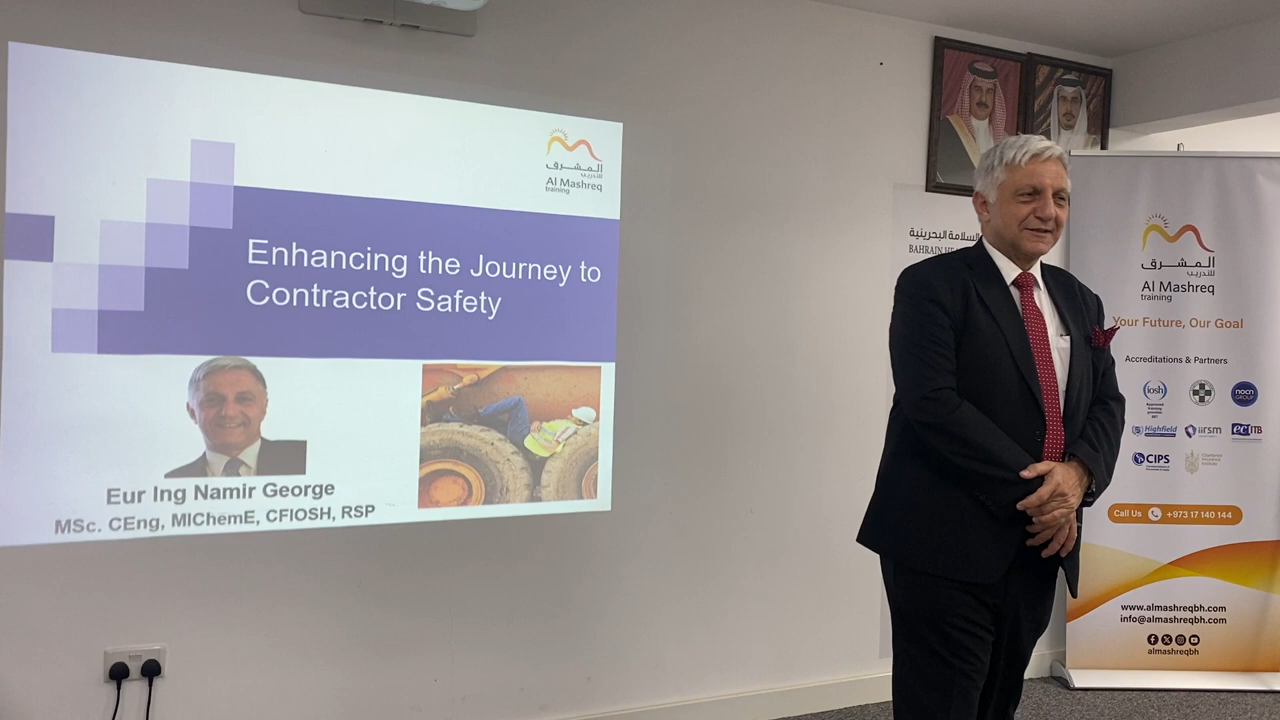 المشرق
للتدريب
Al Mashreq
training
Enhancing the Journey to
Contractor Safety
Eur Ing Namir George
MSc. CEng, MIChemE, CFIOSH, RSP
السلامة البحرينية
BAHRAIN
المشرق
للتدريب
Al Mashreq
training
Your Future, Our Goal
Accreditations & Partners
iosh
nocn
GROUP
Highfield
iirsm
ecITB
CIPS
Call Us +973 17 140 144
www.almashreqbh.com
info@almashreqbh.com
almashreqbh